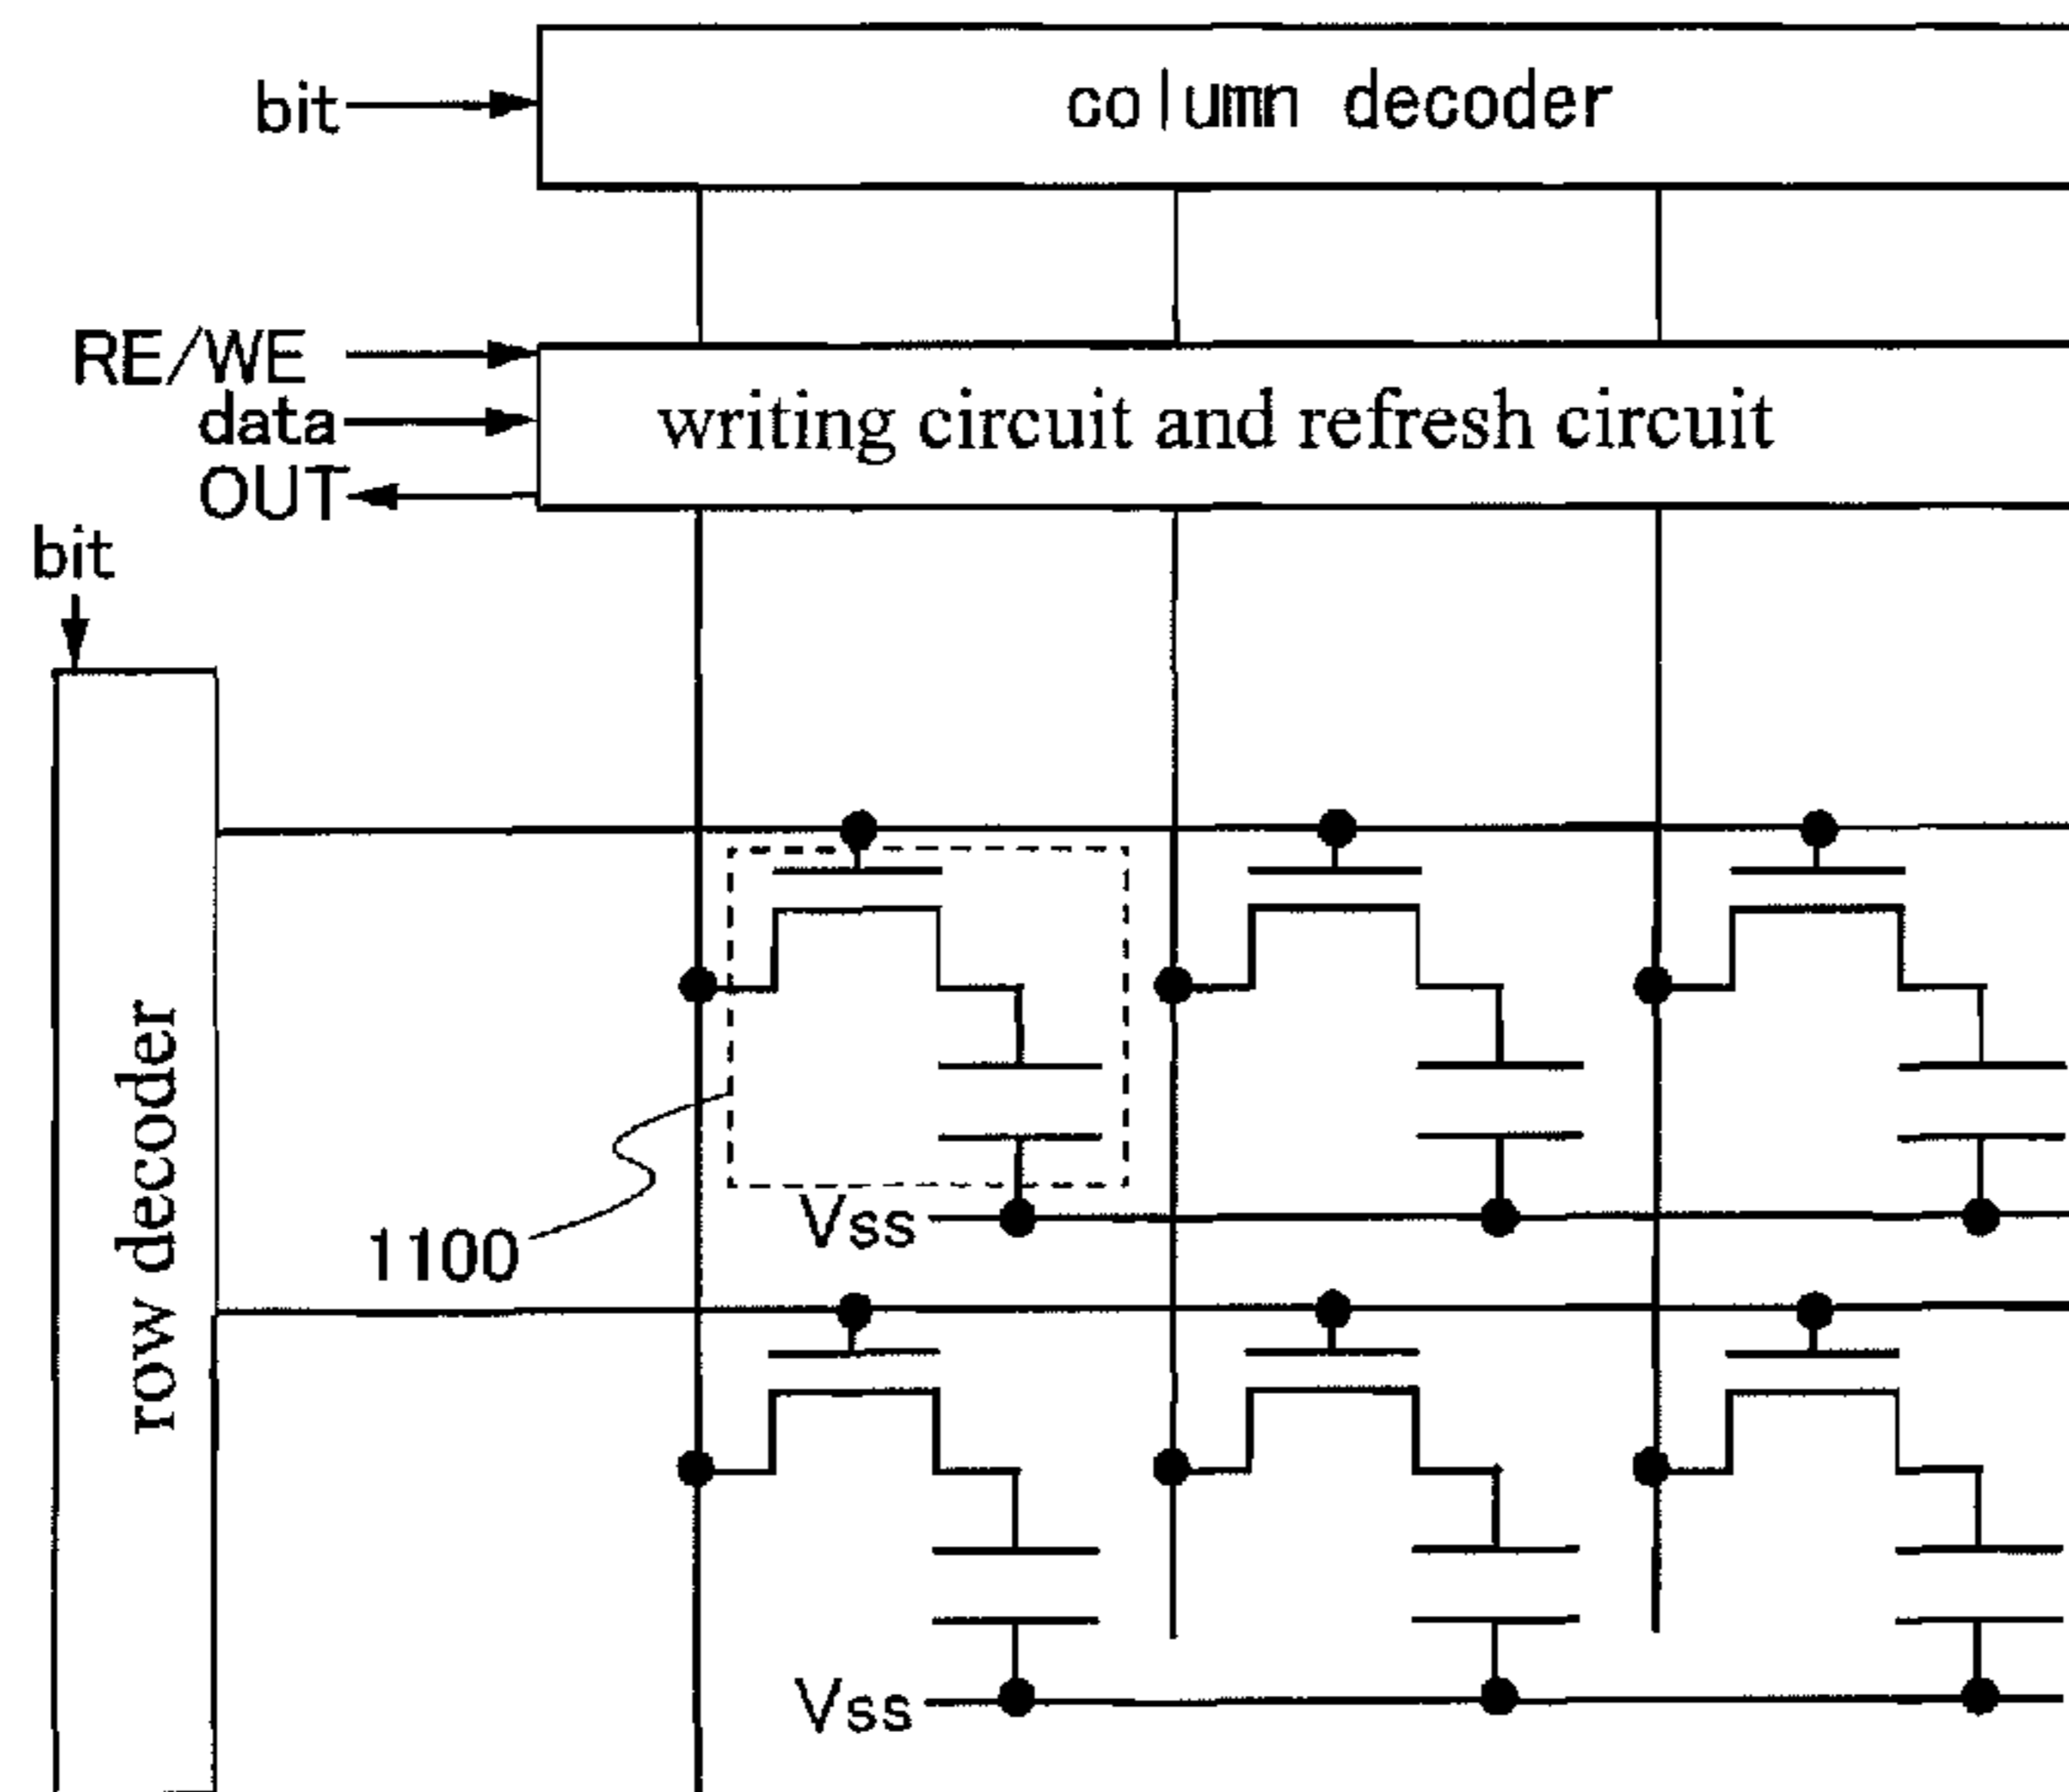 bit
column decoder
RE/WE
data
OUT
writing circuit and refresh circuit
bit
row decoder
1100
Vss
Vss